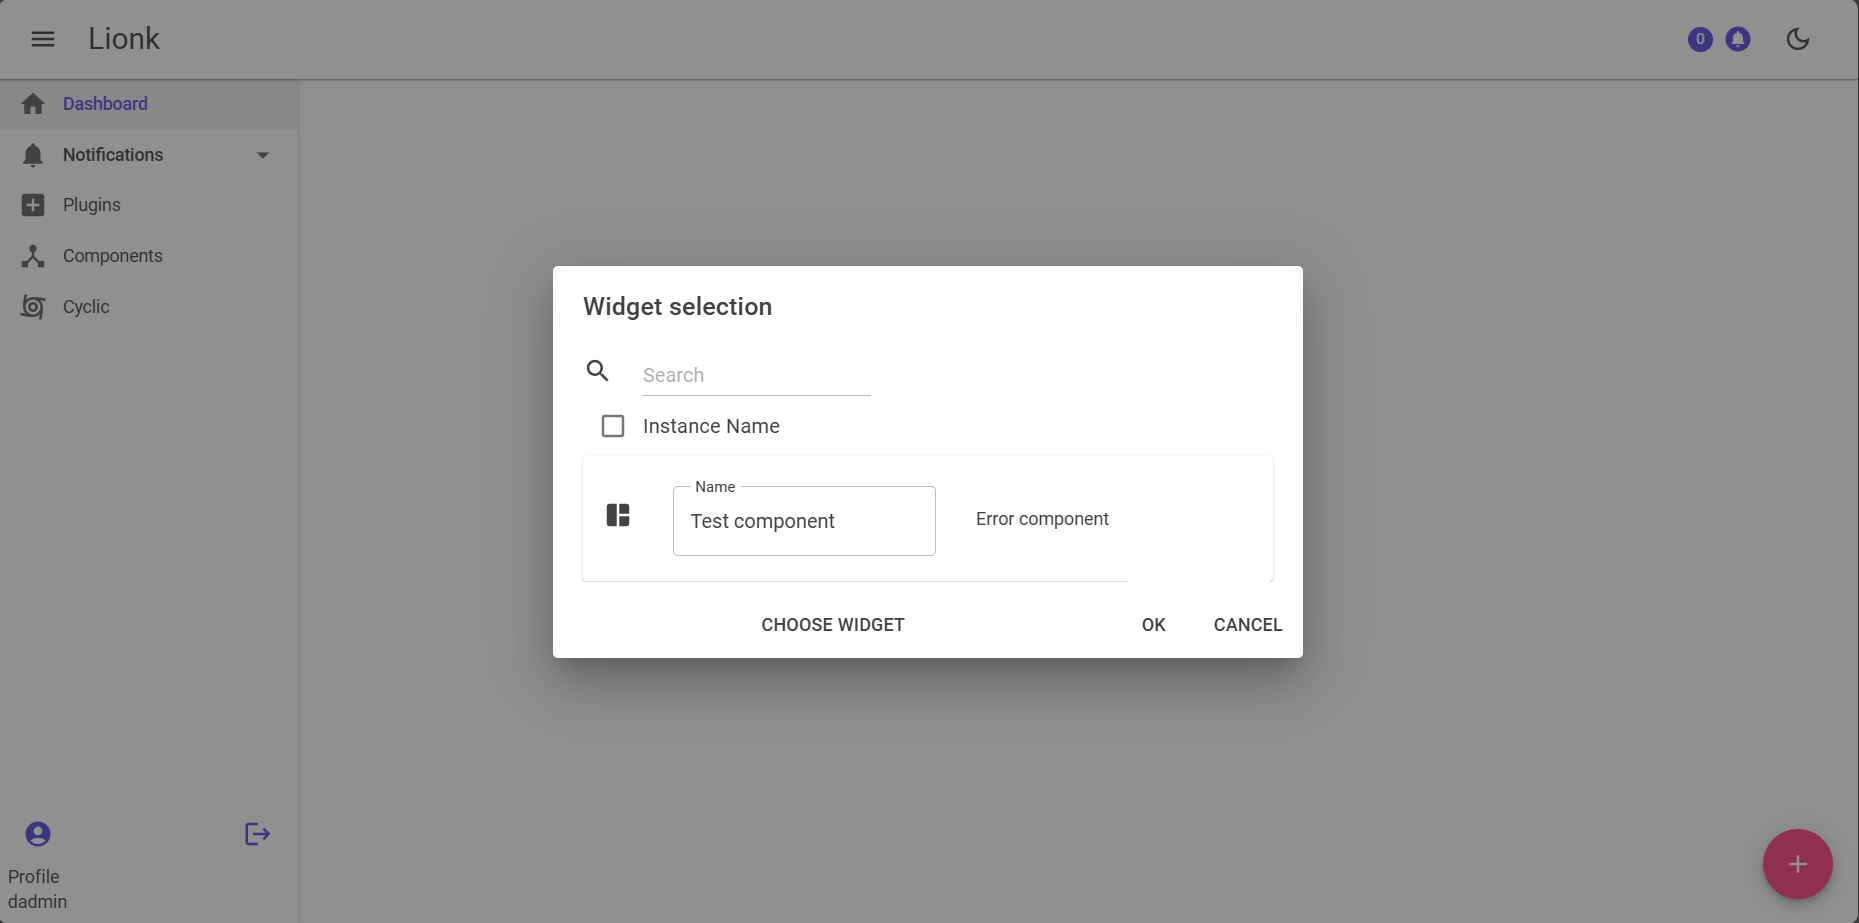 Lionk
0
Dashboard
Notifications
Plugins
Components
Cyclic
Widget selection
Search
Instance Name
Name
Test component
Error component
CHOOSE WIDGET
OK
CANCEL
Profile
dadmin